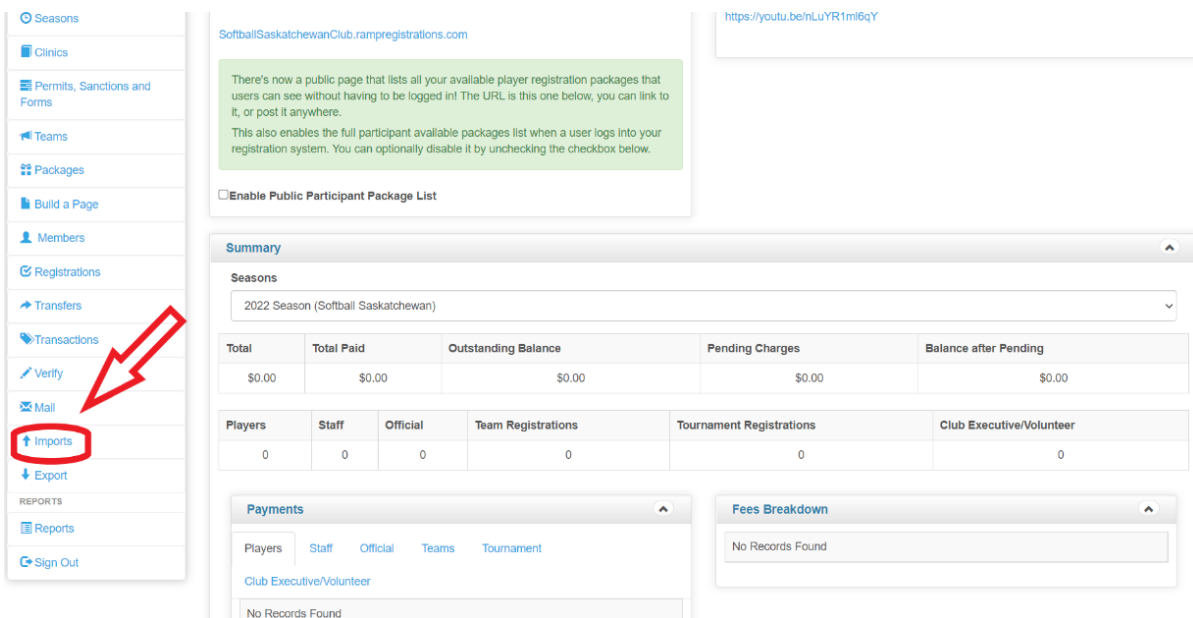 Seasons
Clinics
Permits, Sanctions and
Forms
Teams
Packages
Build a Page
Members
Registrations
Transfers
Transactions
Verify
Mail
Imports
Export
REPORTS
Reports
Sign Out
SoftballSaskatchewanClub.rampregistrations.com
There's now a public page that lists all your available player registration packages that
users can see without having to be logged in! The URL is this one below, you can link to
it, or post it anywhere.
This also enables the full participant available packages list when a user logs into your
registration system. You can optionally disable it by unchecking the checkbox below.
Enable Public Participant Package List
https://youtu.be/nLuYR1ml6qY
Summary
Seasons
2022 Season (Softball Saskatchewan)
Total Total Paid Outstanding Balance Pending Charges Balance after Pending
$0.00 $0.00 $0.00 $0.00 $0.00
Players Staff Official Team Registrations Tournament Registrations Club Executive/Volunteer
0 0 0 0 0 0
Payments
Players Staff Official Teams Tournament
Club Executive/Volunteer
No Records Found
Fees Breakdown
No Records Found